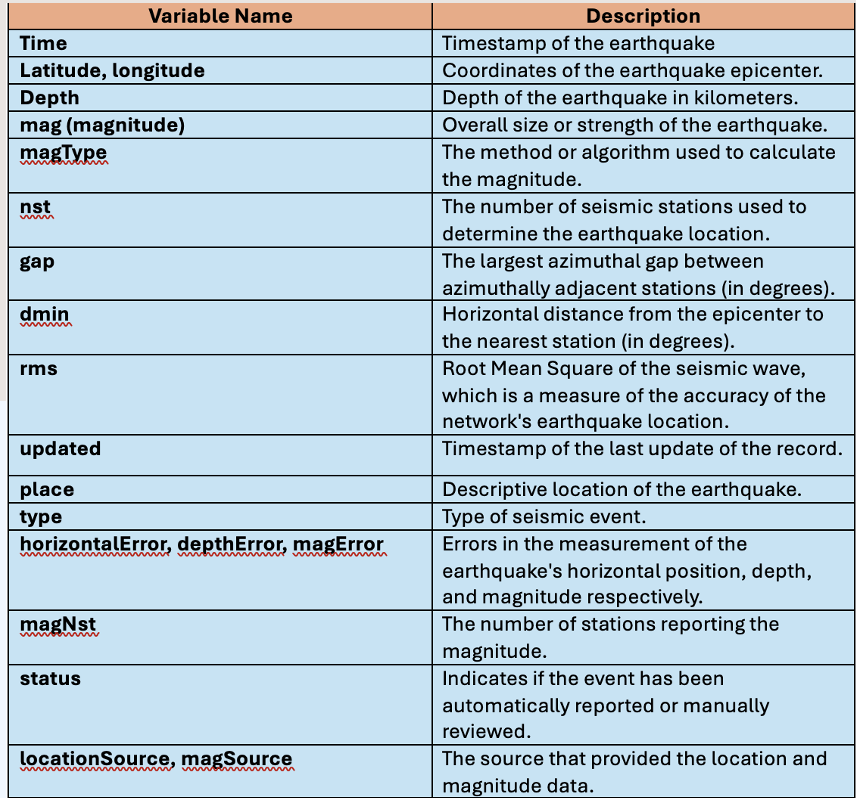 Variable Name Description
Time Timestamp of the earthquake
Latitude, longitude Coordinates of the earthquake epicenter.
Depth Depth of the earthquake in kilometers.
mag (magnitude) Overall size or strength of the earthquake.
magType The method or algorithm used to calculate
the magnitude.
nst The number of seismic stations used to
determine the earthquake location.
gap The largest azimuthal gap between
azimuthally adjacent stations (in degrees).
dmin Horizontal distance from the epicenter to
the nearest station (in degrees).
rms Root Mean Square of the seismic wave,
which is a measure of the accuracy of the
network's earthquake location.
updated Timestamp of the last update of the record.
place Descriptive location of the earthquake.
type Type of seismic event.
horizontalError, depthError, magError Errors in the measurement of the
earthquake's horizontal position, depth,
and magnitude respectively.
magNst The number of stations reporting the
magnitude.
status Indicates if the event has been
automatically reported or manually
reviewed.
locationSource, magSource The source that provided the location and
magnitude data.